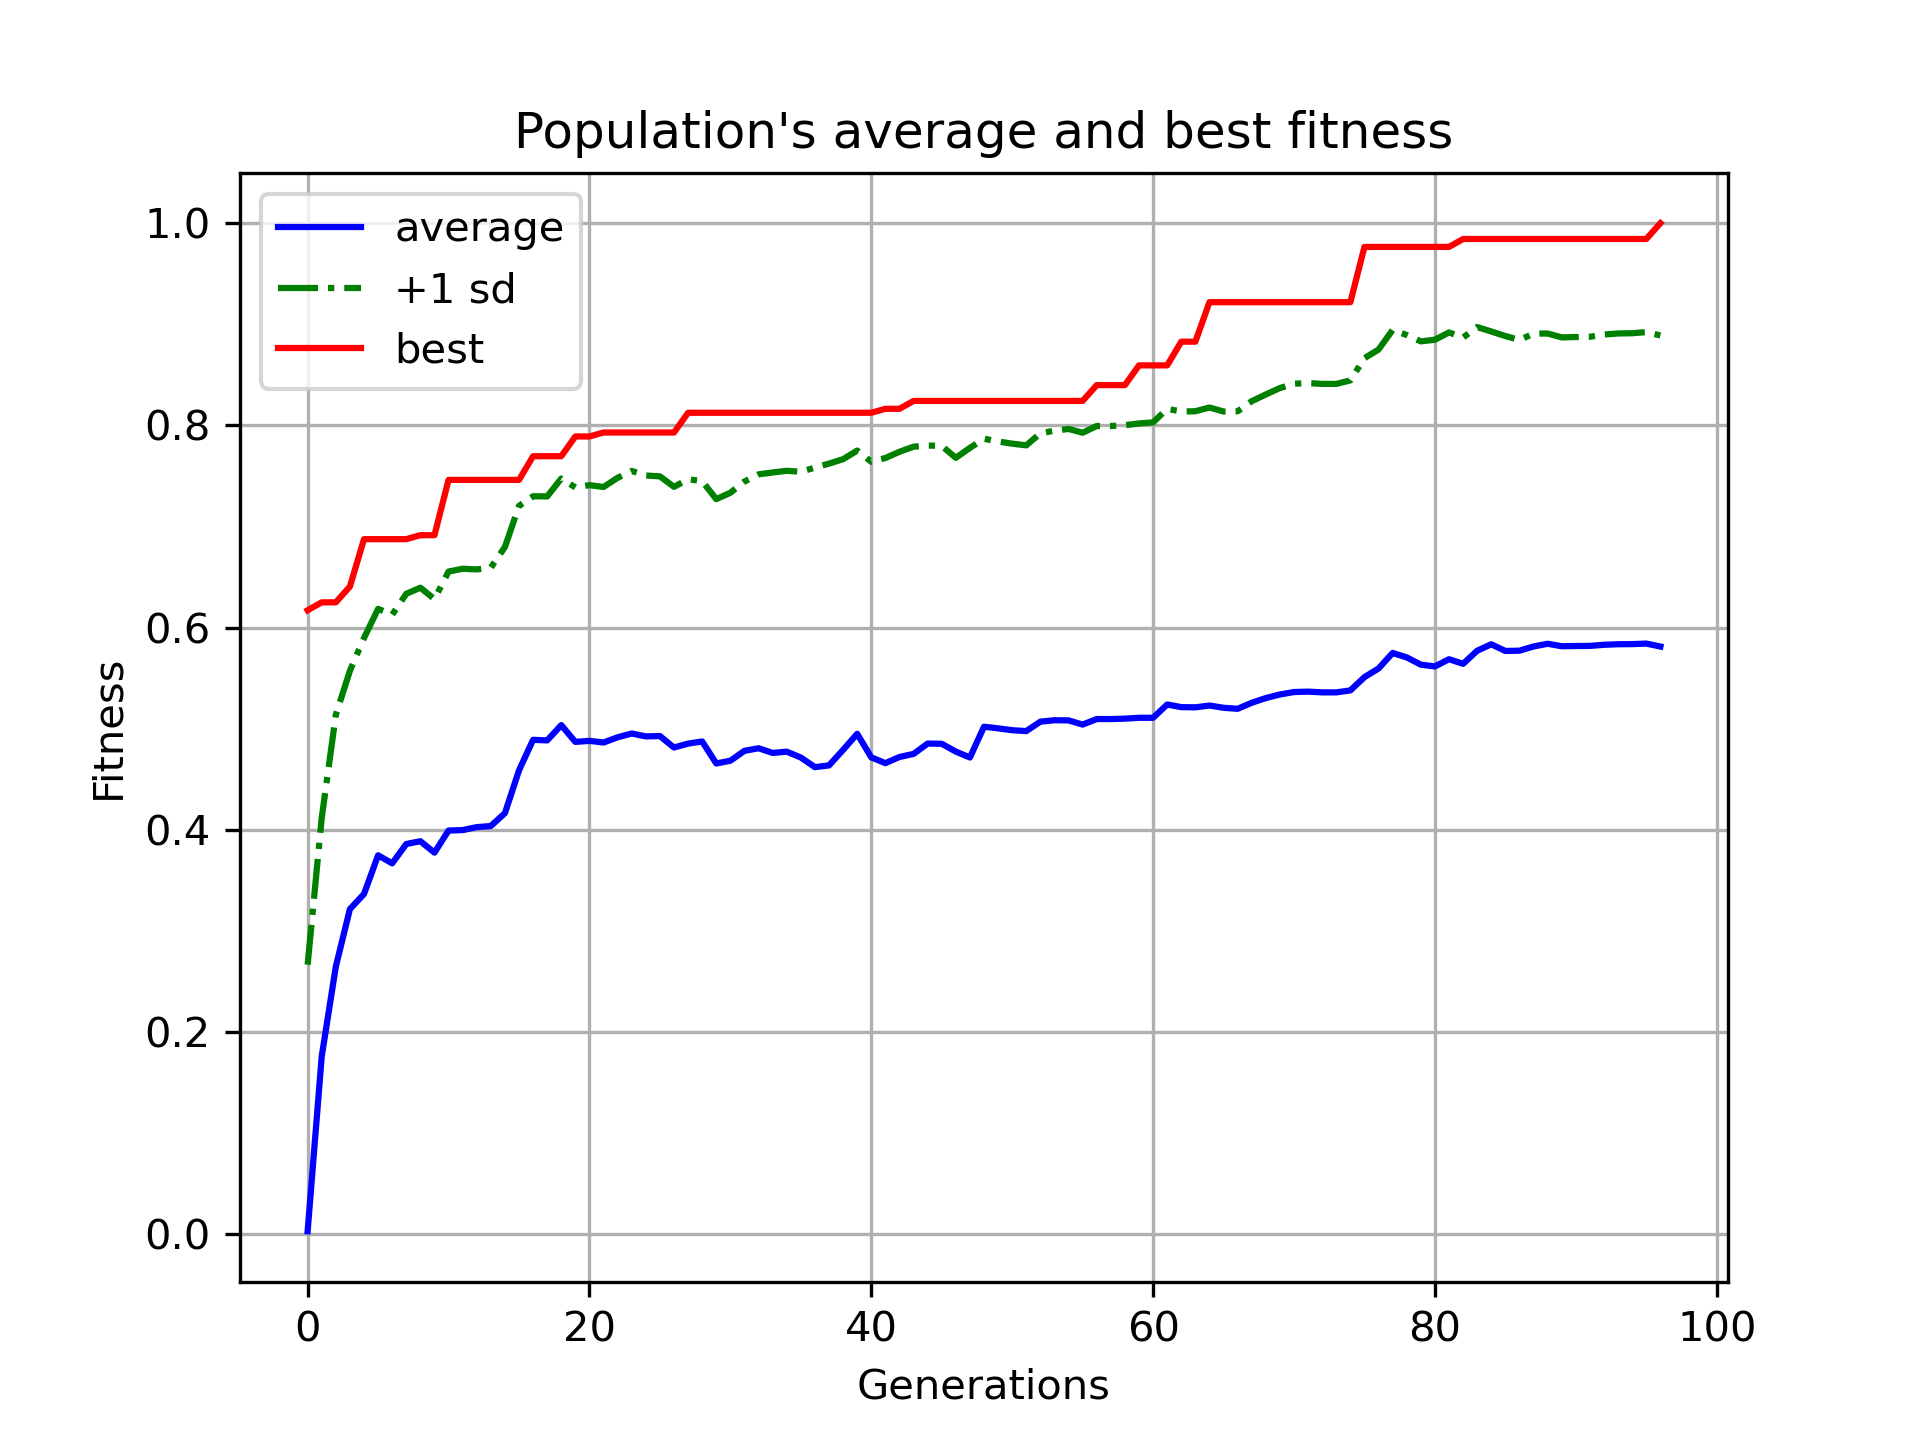 Population's average and best fitness
average
+1 sd
best
Fitness
1.0
0.8
0.6
0.4
0.2
0.0
0 20 40 60 80 100
Generations